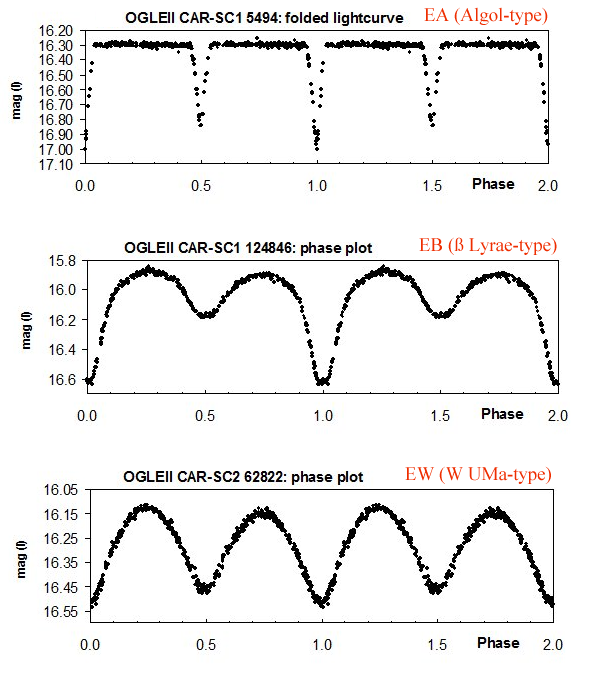 OGLEII CAR-SC1 5494: folded lightcurve EA (Algol-type)
16.20
16.30
16.40
16.50
16.60
16.70
16.80
16.90
17.00
17.10
mag (I)
0.0 0.5 1.0 1.5 Phase 2.0
OGLEII CAR-SC1 124846: phase plot EB (ß Lyrae-type)
15.8
16.0
16.2
16.4
16.6
mag (I)
0.0 0.5 1.0 1.5 Phase 2.0
OGLEII CAR-SC2 62822: phase plot EW (W UMa-type)
16.05
16.15
16.25
16.35
16.45
16.55
mag (I)
0.0 0.5 1.0 1.5 Phase 2.0